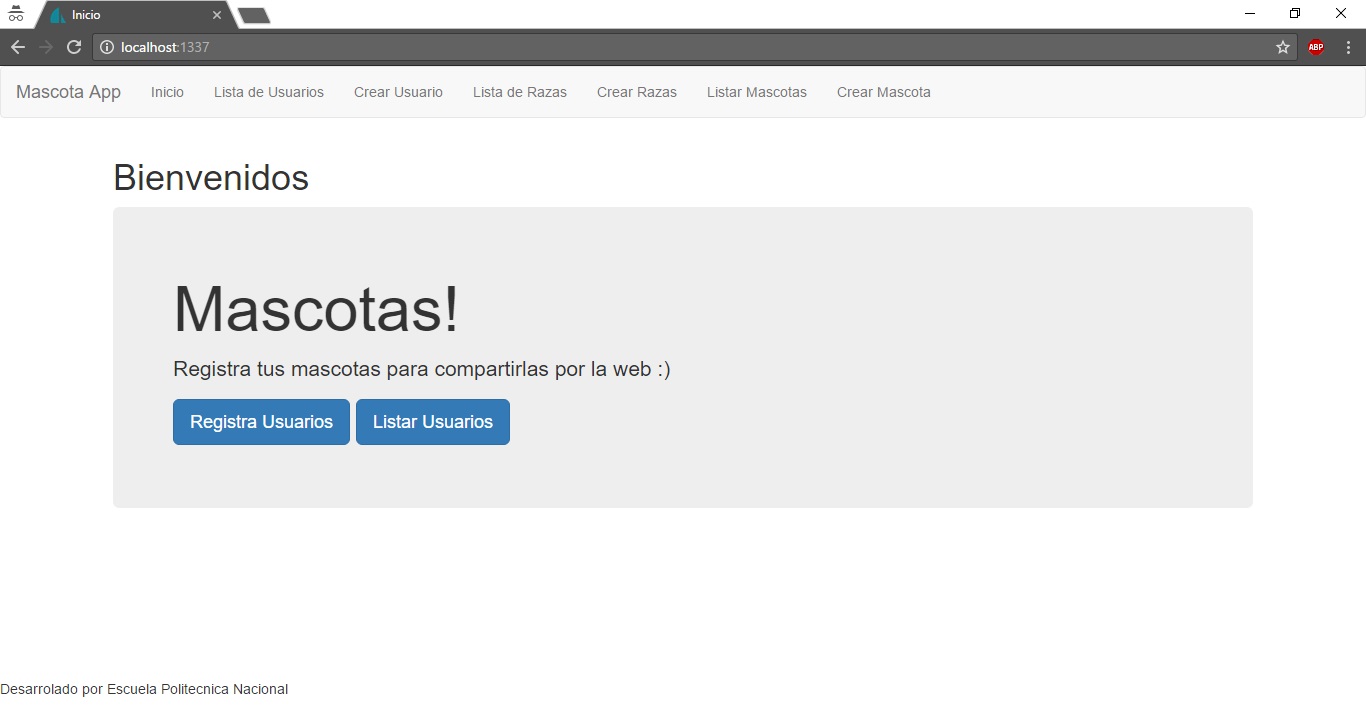 Inicio
localhost:1337
ABP
Mascota App Inicio Lista de Usuarios Crear Usuario Lista de Razas Crear Razas Listar Mascotas Crear Mascota
Bienvenidos
Mascotas!
Registra tus mascotas para compartirlas por la web :)
Registra Usuarios Listar Usuarios
Desarrolado por Escuela Politecnica Nacional